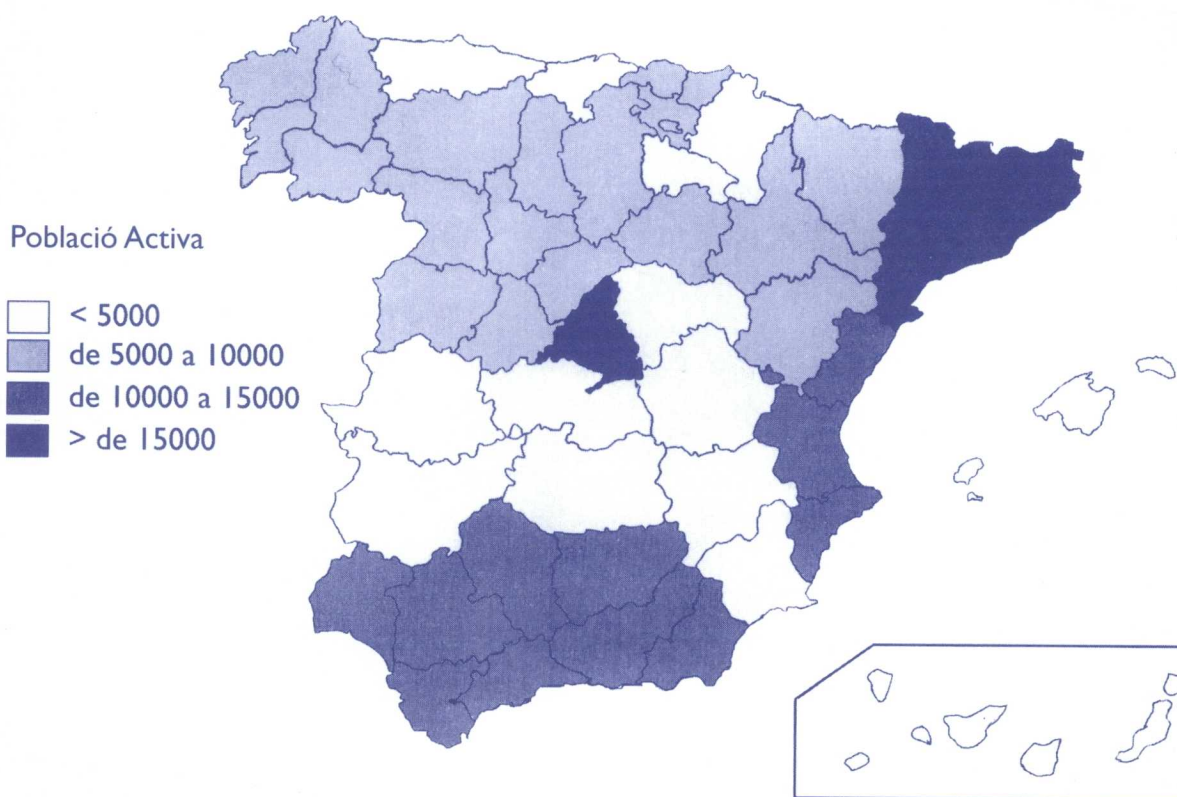 Població Activa
< 5000
de 5000 a 10000
de 10000 a 15000
> de 15000